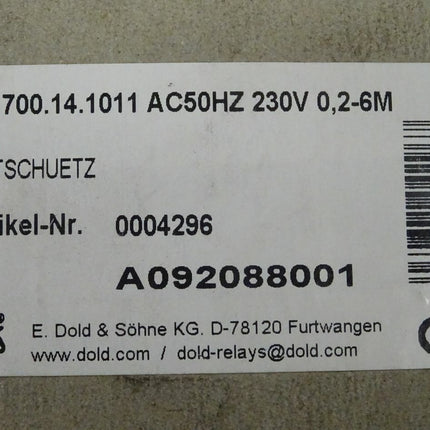 700.14.1011 AC50HZ 230V 0,2-6M
TSCHUETZ
ikel-Nr. 0004296
A092088001
E. Dold & Söhne KG. D-78120 Furtwangen
www.dold.com / dold-relays@dold.com